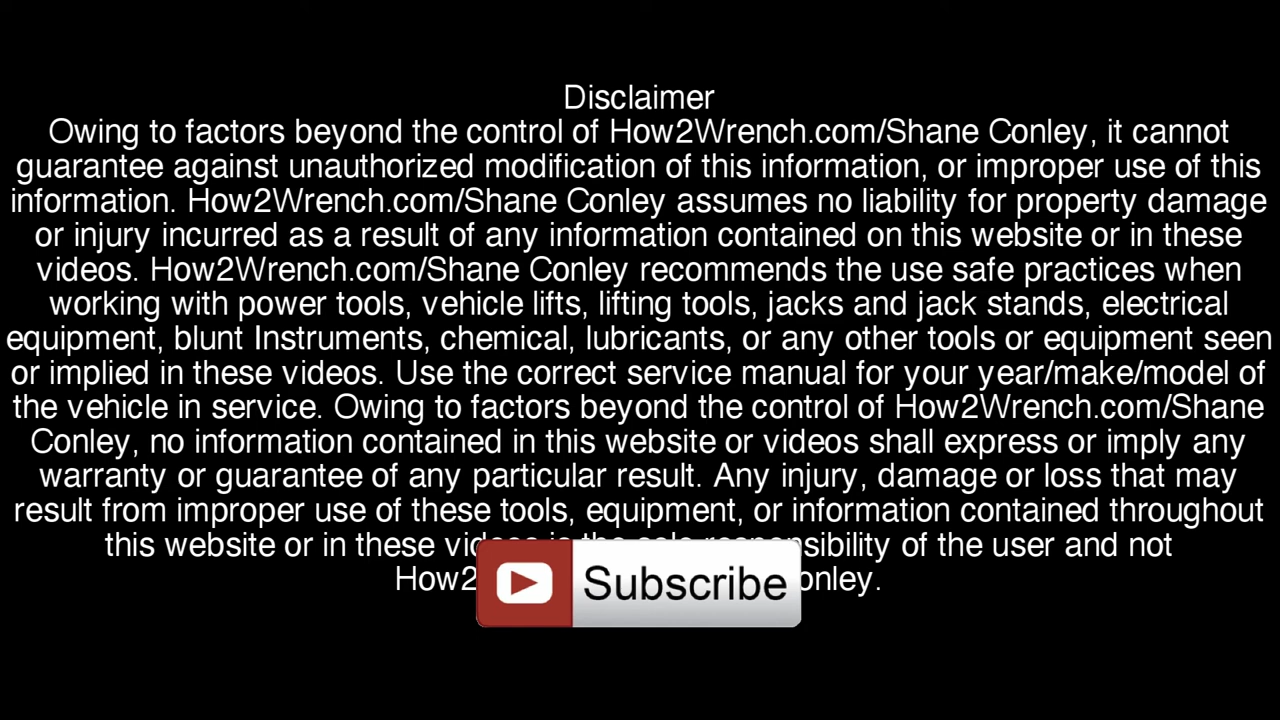 Disclaimer
Owing to factors beyond the control of How2Wrench.com/Shane Conley, it cannot
guarantee against unauthorized modification of this information, or improper use of this
information. How2Wrench.com/Shane Conley assumes no liability for property damage
or injury incurred as a result of any information contained on this website or in these
videos. How2Wrench.com/Shane Conley recommends the use safe practices when
working with power tools, vehicle lifts, lifting tools, jacks and jack stands, electrical
equipment, blunt Instruments, chemical, lubricants, or any other tools or equipment seen
or implied in these videos. Use the correct service manual for your year/make/model of
the vehicle in service. Owing to factors beyond the control of How2Wrench.com/Shane
Conley, no information contained in this website or videos shall express or imply any
warranty or guarantee of any particular result. Any injury, damage or loss that may
result from improper use of these tools, equipment, or information contained throughout
this website or in these videos is the sole responsibility of the user and not
How2 onley.
Subscribe